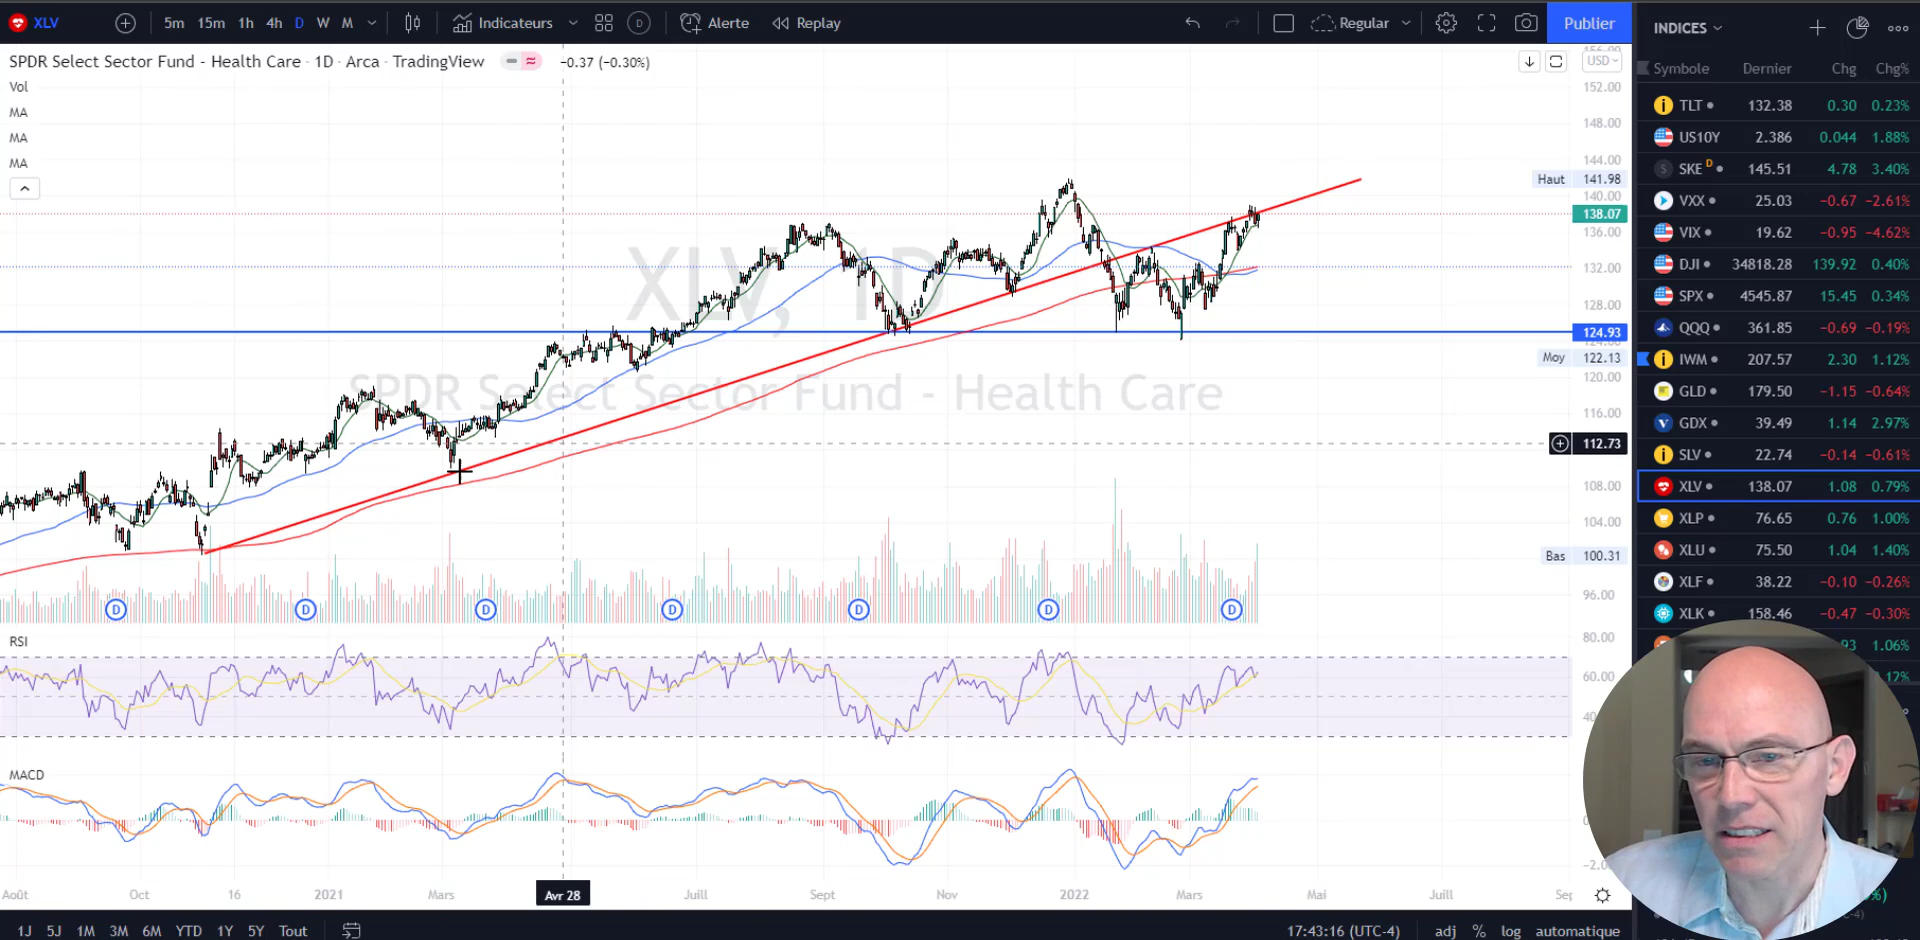 XLV 5m 15m 1h 4h D W M Indicateurs D Alerte Replay Regular Publier
INDICES
SPDR Select Sector Fund - Health Care · 1D · Arca · TradingView −0.37 (−0.30%)
USD
Symbole Dernier Chg Chg%
Vol
MA
MA
MA
152.00
148.00
144.00
Haut 141.98
140.00
138.07
136.00
132.00
128.00
124.93
Moy 122.13
120.00
116.00
112.73
108.00
104.00
Bas 100.31
96.00
XLV, 1D
SPDR Select Sector Fund - Health Care
D D D D D D D
RSI
80.00
60.00
MACD
Août Oct 16 2021 Mars Avr 28 Juill Sept Nov 2022 Mars Mai Juill
1J 5J 1M 3M 6M YTD 1Y 5Y Tout 17:43:16 (UTC-4) adj % log automatique
TLT 132.38 0.30 0.23%
US10Y 2.386 0.044 1.88%
SKE D 145.51 4.78 3.40%
VXX 25.03 −0.67 −2.61%
VIX 19.62 −0.95 −4.62%
DJI 34818.28 139.92 0.40%
SPX 4545.87 15.45 0.34%
QQQ 361.85 −0.69 −0.19%
IWM 207.57 2.30 1.12%
GLD 179.50 −1.15 −0.64%
GDX 39.49 1.14 2.97%
SLV 22.74 −0.14 −0.61%
XLV 138.07 1.08 0.79%
XLP 76.65 0.76 1.00%
XLU 75.50 1.04 1.40%
XLF 38.22 −0.10 −0.26%
XLK 158.46 −0.47 −0.30%
1.06%